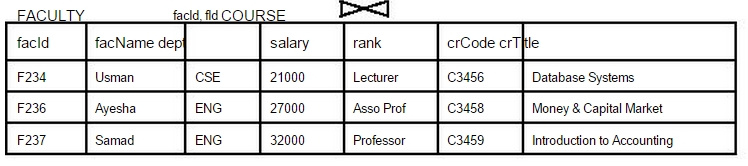 FACULTY facId, fId COURSE
facId facName dept salary rank crCode crTitle
F234 Usman CSE 21000 Lecturer C3456 Database Systems
F236 Ayesha ENG 27000 Asso Prof C3458 Money & Capital Market
F237 Samad ENG 32000 Professor C3459 Introduction to Accounting